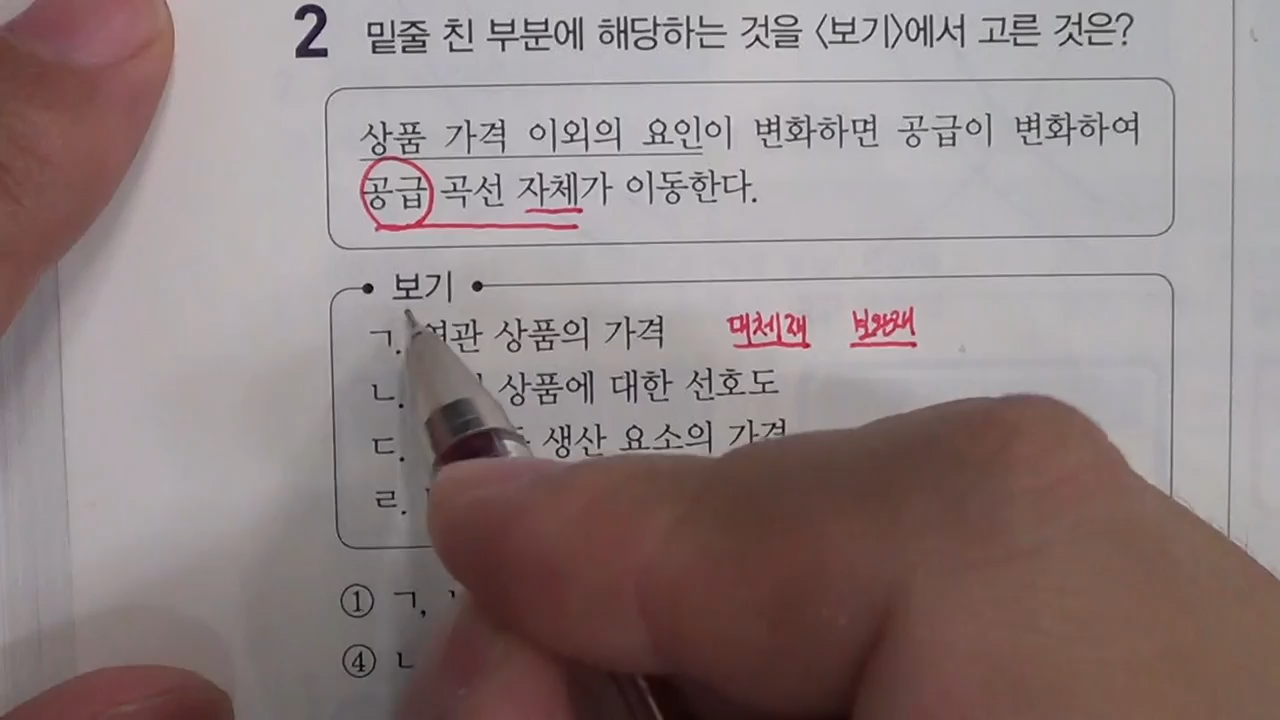 2 밑줄 친 부분에 해당하는 것을 〈보기〉에서 고른 것은?
상품 가격 이외의 요인이 변화하면 공급이 변화하여
공급 곡선 자체가 이동한다.
보기
ㄱ. 상품의 가격 대체재 보완재
ㄴ. 상품에 대한 선호도
ㄷ. 생산 요소의 가격
ㄹ.
① ㄱ,
④ ㄴ